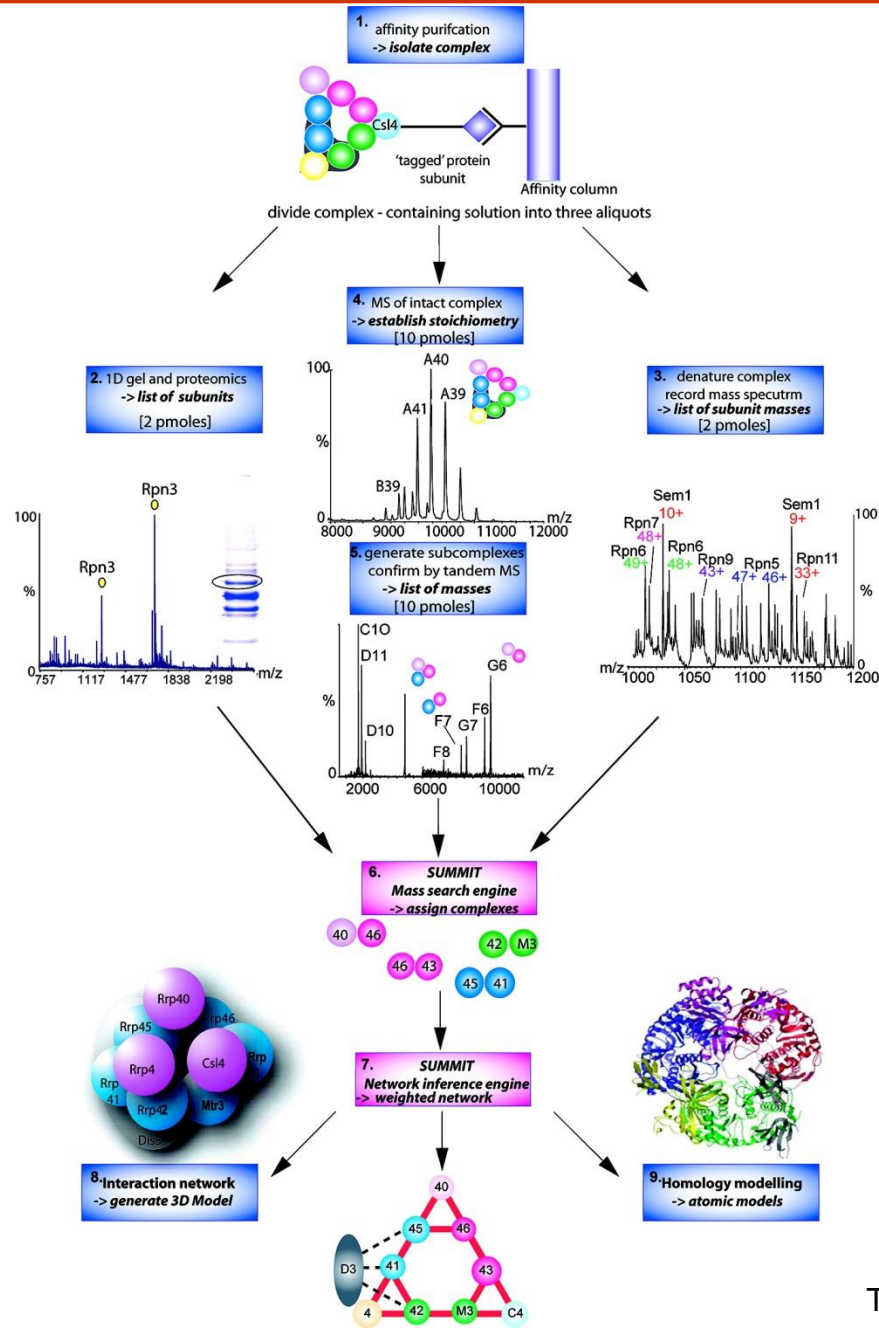 1.
affinity purifcation
-> isolate complex
Csl4
'tagged' protein
subunit
Affinity column
divide complex - containing solution into three aliquots
4. MS of intact complex
-> establish stoichiometry
[10 pmoles]
2. 1D gel and proteomics
-> list of subunits
[2 pmoles]
3. denature complex
record mass specutrm
-> list of subunit masses
[2 pmoles]
100
%
0
A40
A39
A41
B39
8000 9000 10000 11000 12000 m/z
100
%
0
Rpn3
Rpn3
757 1117 1477 1838 2198 m/z
Sem1
10+
Rpn7
48+
Rpn6
49+
Rpn6
48+
Rpn9
43+
Rpn5
47+ 46+
Sem1
9+
Rpn11
33+
100
%
0
1000 1050 1100 1150 1200
m/z
5. generate subcomplexes
confirm by tandem MS
-> list of masses
[10 pmoles]
C1O
D11
D10
%
0
G6
F6
F7
G7
F8
2000 6000 10000
m/z
6. SUMMIT
Mass search engine
-> assign complexes
40 46
46 43
42 M3
45 41
Rrp40
Rrp45
Rrp46
Rrp4
Csl4
Rrp
41
Rrp
Rrp42
Mtr3
Dis3
7. SUMMIT
Network inference engine
-> weighted network
8. Interaction network
-> generate 3D Model
9. Homology modelling
-> atomic models
40
45 46
D3 41 43
4 42 M3 C4
T